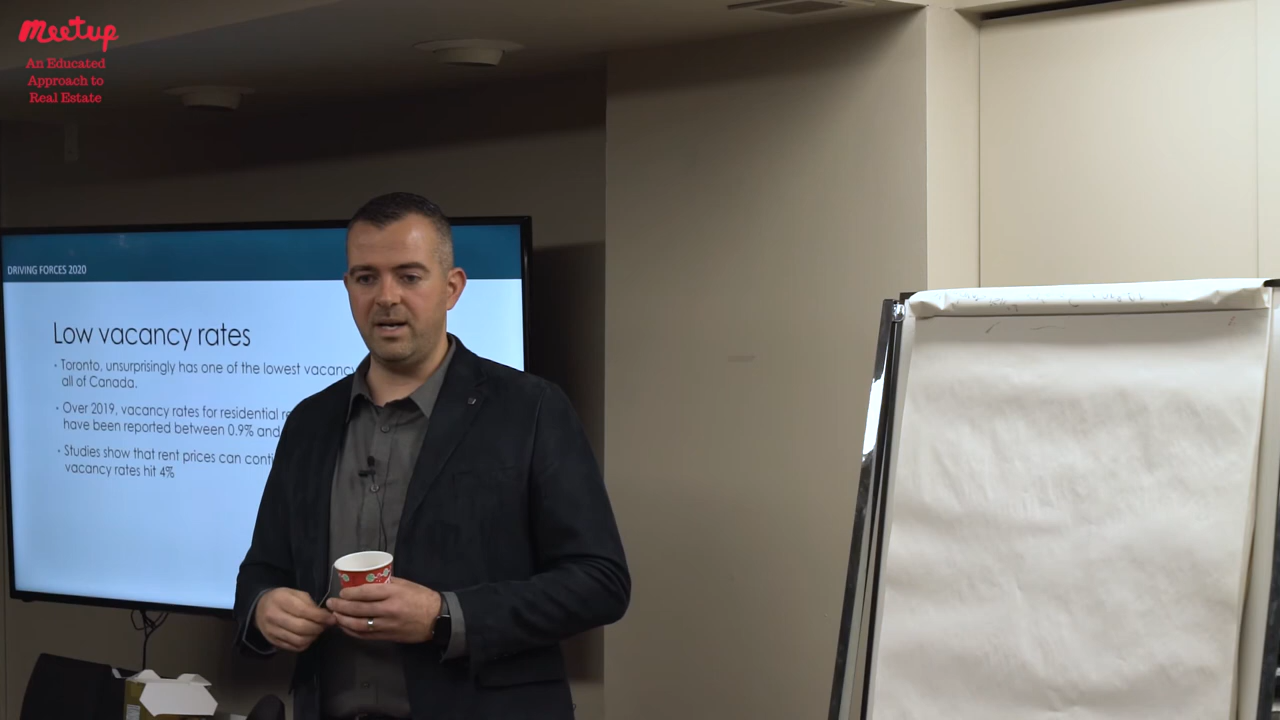 Meetup
An Educated
Approach to
Real Estate
DRIVING FORCES 2020
Low vacancy rates
· Toronto, unsurprisingly has one of the lowest vacancy
all of Canada.
· Over 2019, vacancy rates for residential
have been reported between 0.9% and
· Studies show that rent prices can
vacancy rates hit 4%